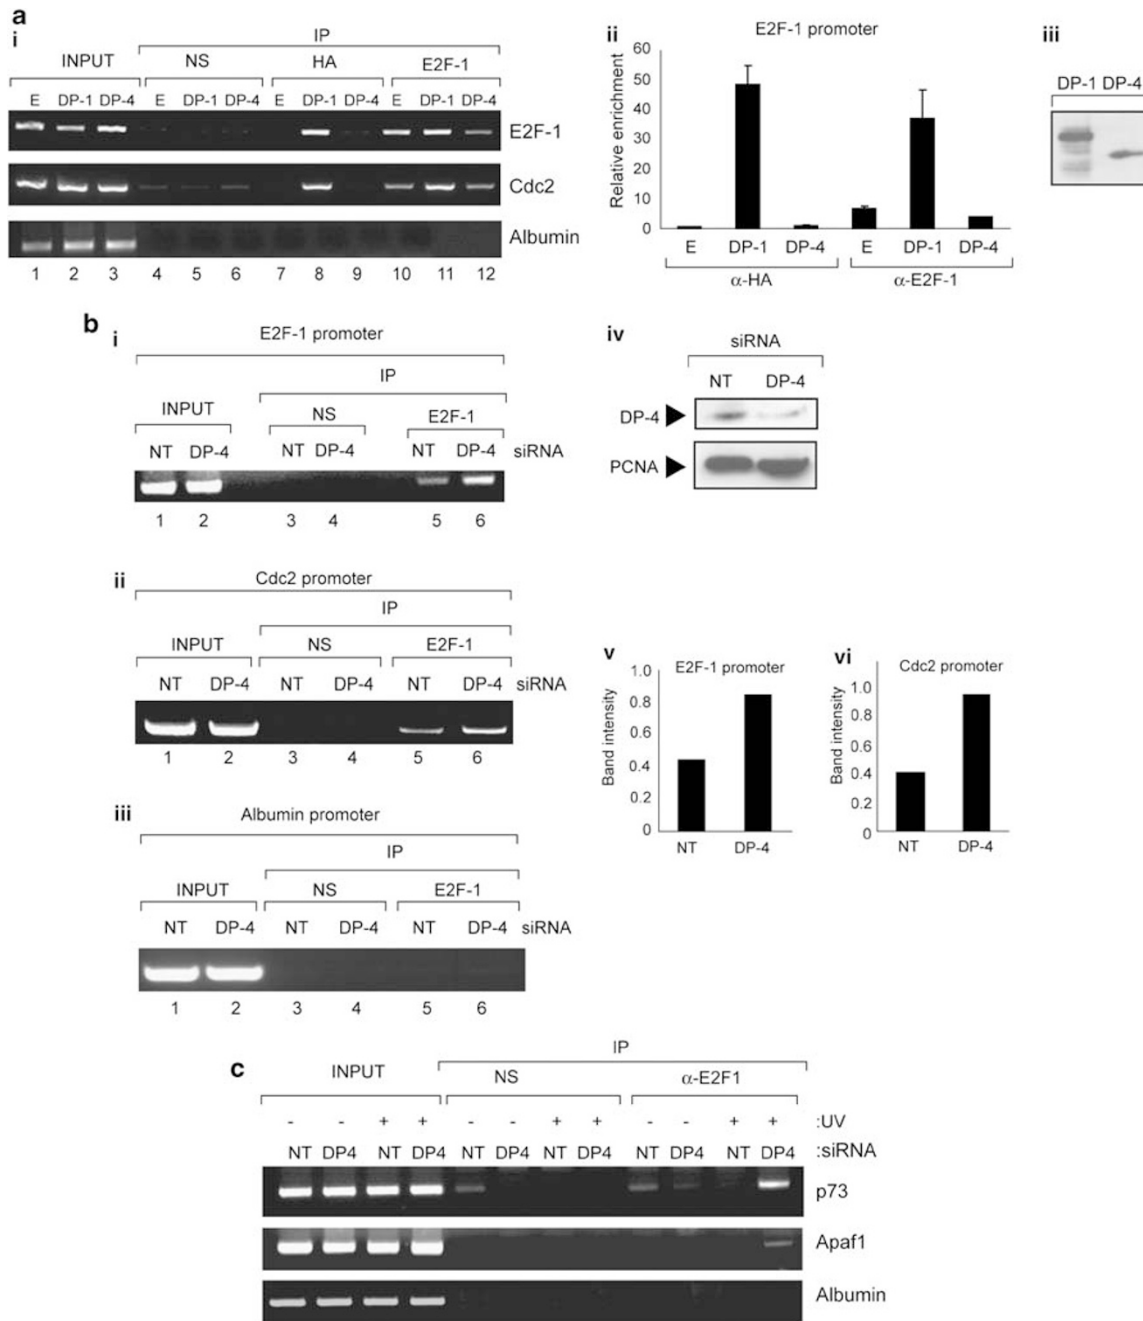 a
i
IP
INPUT NS HA E2F-1
E DP-1 DP-4 E DP-1 DP-4 E DP-1 DP-4 E DP-1 DP-4
E2F-1
Cdc2
Albumin
1 2 3 4 5 6 7 8 9 10 11 12
ii
E2F-1 promoter
Relative enrichment
60
50
40
30
20
10
0
E DP-1 DP-4 E DP-1 DP-4
α-HA α-E2F-1
iii
DP-1 DP-4
b
i
E2F-1 promoter
IP
INPUT NS E2F-1
NT DP-4 NT DP-4 NT DP-4 siRNA
1 2 3 4 5 6
ii
Cdc2 promoter
IP
INPUT NS E2F-1
NT DP-4 NT DP-4 NT DP-4 siRNA
1 2 3 4 5 6
iii
Albumin promoter
IP
INPUT NS E2F-1
NT DP-4 NT DP-4 NT DP-4 siRNA
1 2 3 4 5 6
iv
siRNA
NT DP-4
DP-4
PCNA
v
E2F-1 promoter
Band intensity
1.0
0.8
0.6
0.4
0.2
0
NT DP-4
vi
Cdc2 promoter
Band intensity
1.0
0.8
0.6
0.4
0.2
0
NT DP-4
c
IP
INPUT NS α-E2F1
- - + + - - + + - - + + :UV
NT DP4 NT DP4 NT DP4 NT DP4 NT DP4 NT DP4 :siRNA
p73
Apaf1
Albumin